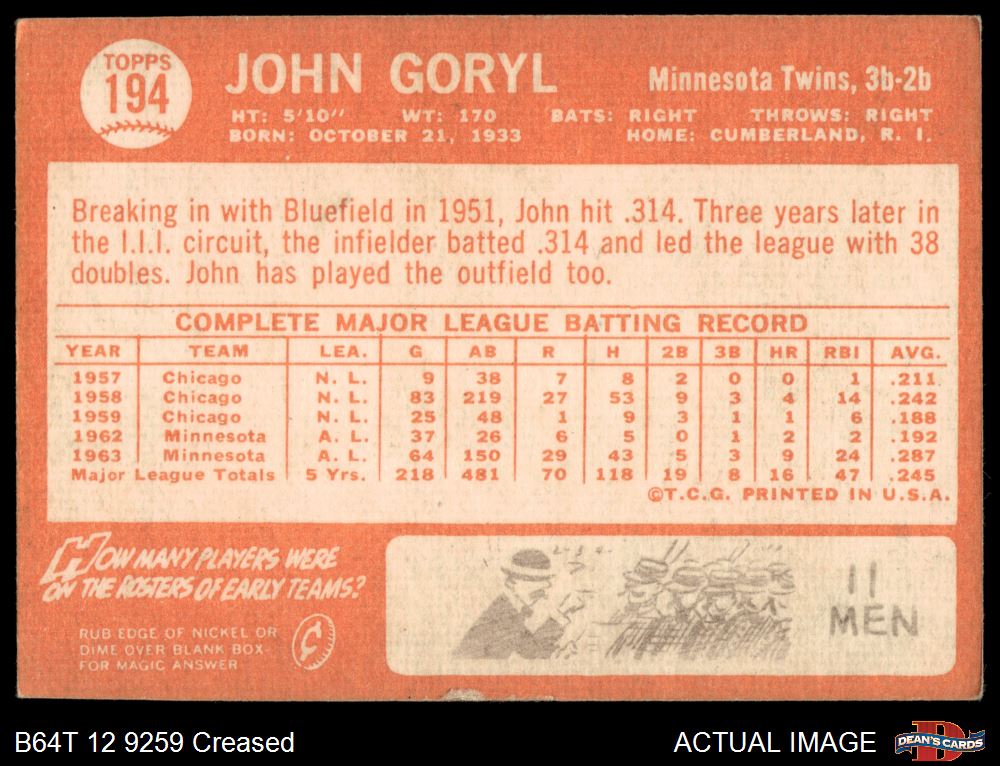 TOPPS
194
JOHN GORYL
Minnesota Twins, 3b-2b
HT: 5'10" WT: 170 BATS: RIGHT THROWS: RIGHT
BORN: OCTOBER 21, 1933 HOME: CUMBERLAND, R. I.
Breaking in with Bluefield in 1951, John hit .314. Three years later in
the I.I.I. circuit, the infielder batted .314 and led the league with 38
doubles. John has played the outfield too.
COMPLETE MAJOR LEAGUE BATTING RECORD
YEAR TEAM LEA. G AB R H 2B 3B HR RBI AVG.
1957 Chicago N. L. 9 38 7 8 2 0 0 1 .211
1958 Chicago N. L. 83 219 27 53 9 3 4 14 .242
1959 Chicago N. L. 25 48 1 9 3 1 1 6 .188
1962 Minnesota A. L. 37 26 6 5 0 1 2 2 .192
1963 Minnesota A. L. 64 150 29 43 5 3 9 24 .287
Major League Totals 5 Yrs. 218 481 70 118 19 8 16 47 .245
©T.C.G. PRINTED IN U.S.A.
HOW MANY PLAYERS WERE
ON THE ROSTERS OF EARLY TEAMS?
RUB EDGE OF NICKEL OR
DIME OVER BLANK BOX-
FOR MAGIC ANSWER
1-2-3-4-
11
MEN
B64T 12 9259 Creased
ACTUAL IMAGE
DEAN'S CARDS